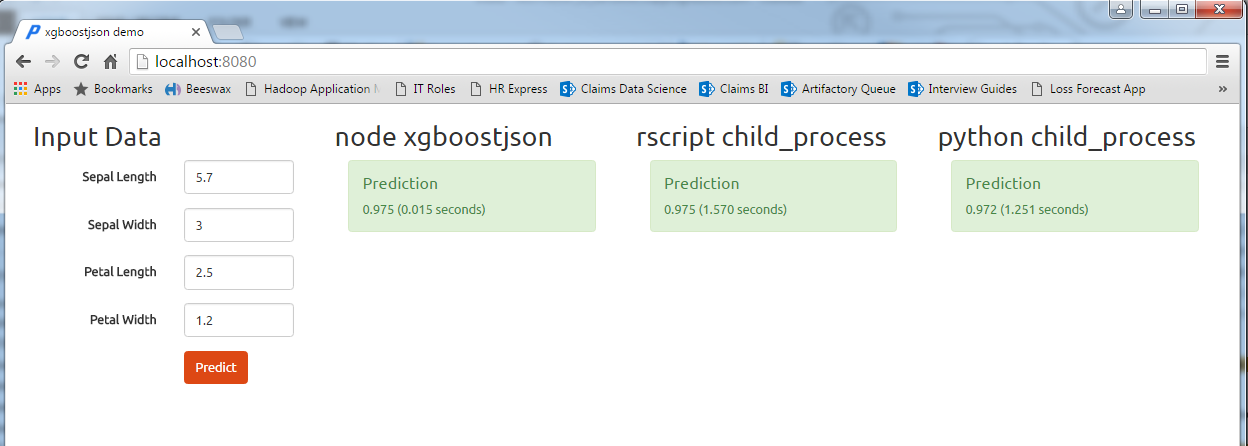 xgboostjson demo
localhost:8080
Apps Bookmarks Beeswax Hadoop Application IT Roles HR Express Claims Data Science Claims BI Artifactory Queue Interview Guides Loss Forecast App »
Input Data
Sepal Length 5.7
Sepal Width 3
Petal Length 2.5
Petal Width 1.2
Predict
node xgboostjson
Prediction
0.975 (0.015 seconds)
rscript child_process
Prediction
0.975 (1.570 seconds)
python child_process
Prediction
0.972 (1.251 seconds)